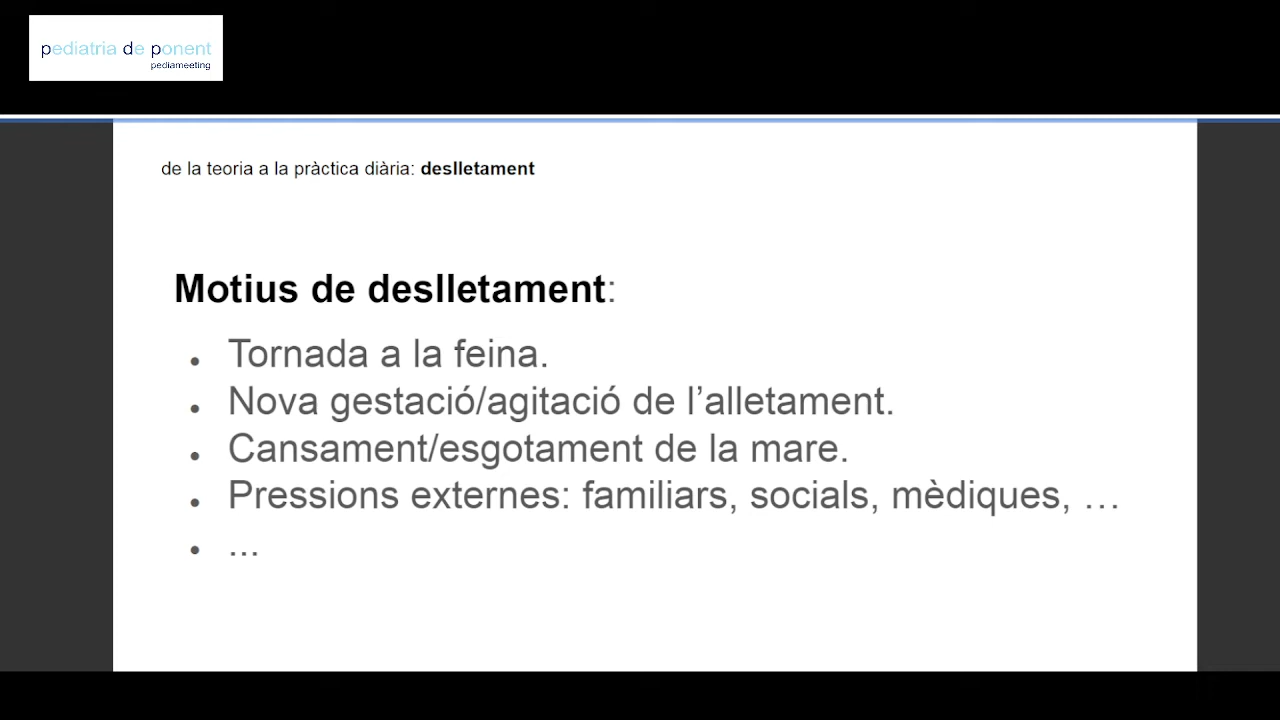 pediatria de ponent
pediameeting
de la teoria a la pràctica diària: deslletament
Motius de deslletament:
• Tornada a la feina.
• Nova gestació/agitació de l’alletament.
• Cansament/esgotament de la mare.
• Pressions externes: familiars, socials, mèdiques, …
• ...